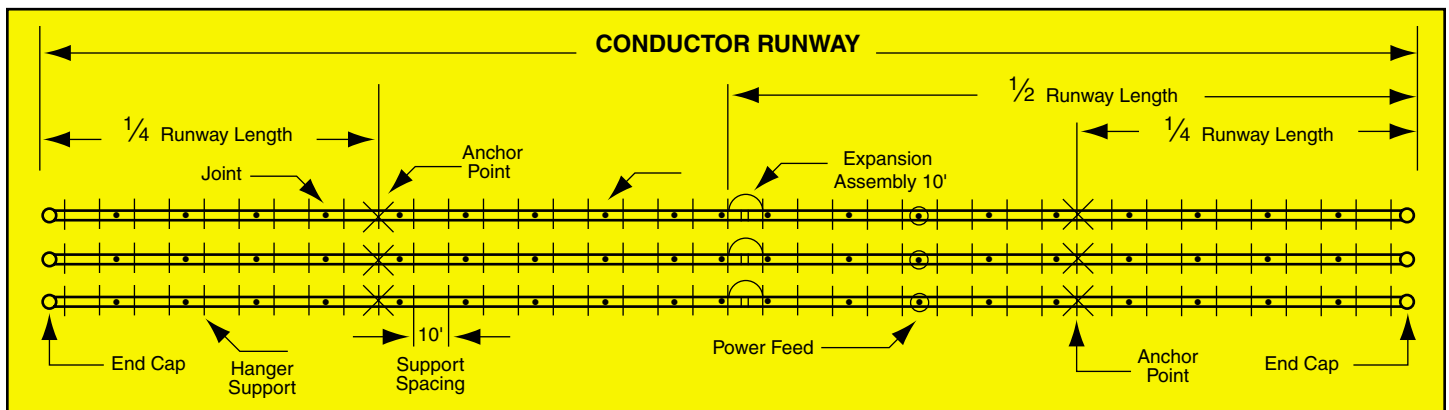 CONDUCTOR RUNWAY
½ Runway Length
¼ Runway Length
¼ Runway Length
Joint
Anchor
Point
Expansion
Assembly 10'
End Cap
Hanger
Support
10'
Support
Spacing
Power Feed
Anchor
Point
End Cap